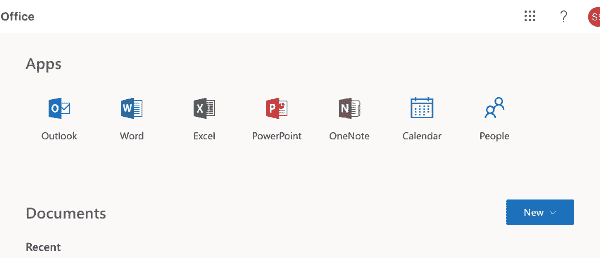 Office ? S
Apps
Outlook Word Excel PowerPoint OneNote Calendar People
Documents New
Recent